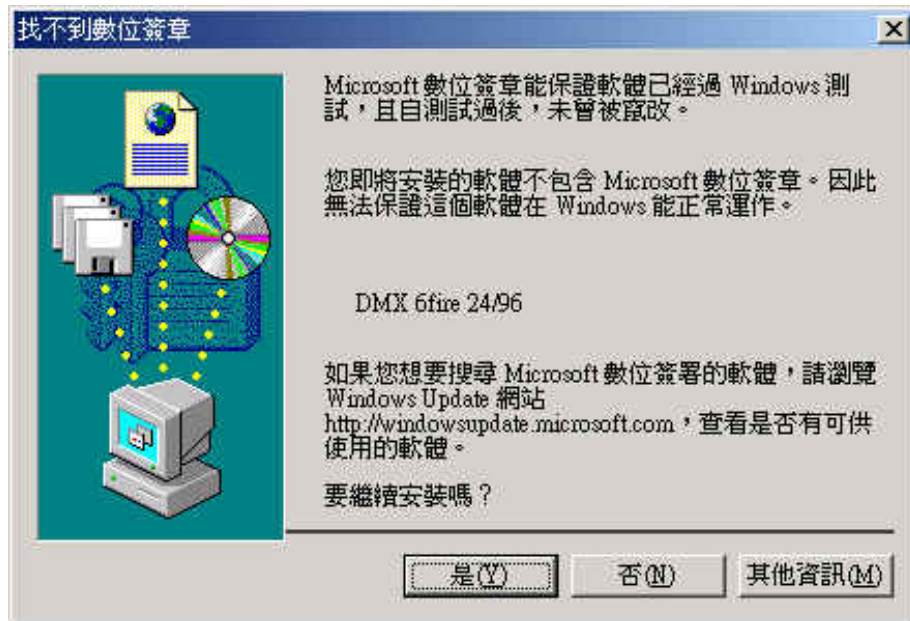 找不到數位簽章
Microsoft 數位簽章能保證軟體已經過 Windows 測
試，且自測試過後，未曾被竄改。
您即將安裝的軟體不包含 Microsoft 數位簽章。因此
無法保證這個軟體在 Windows 能正常運作。
DMX 6fire 24/96
如果您想要搜尋 Microsoft 數位簽署的軟體，請瀏覽
Windows Update 網站
http://windowsupdate.microsoft.com，查看是否有可供
使用的軟體。
要繼續安裝嗎？
是(Y)
否(N)
其他資訊(M)